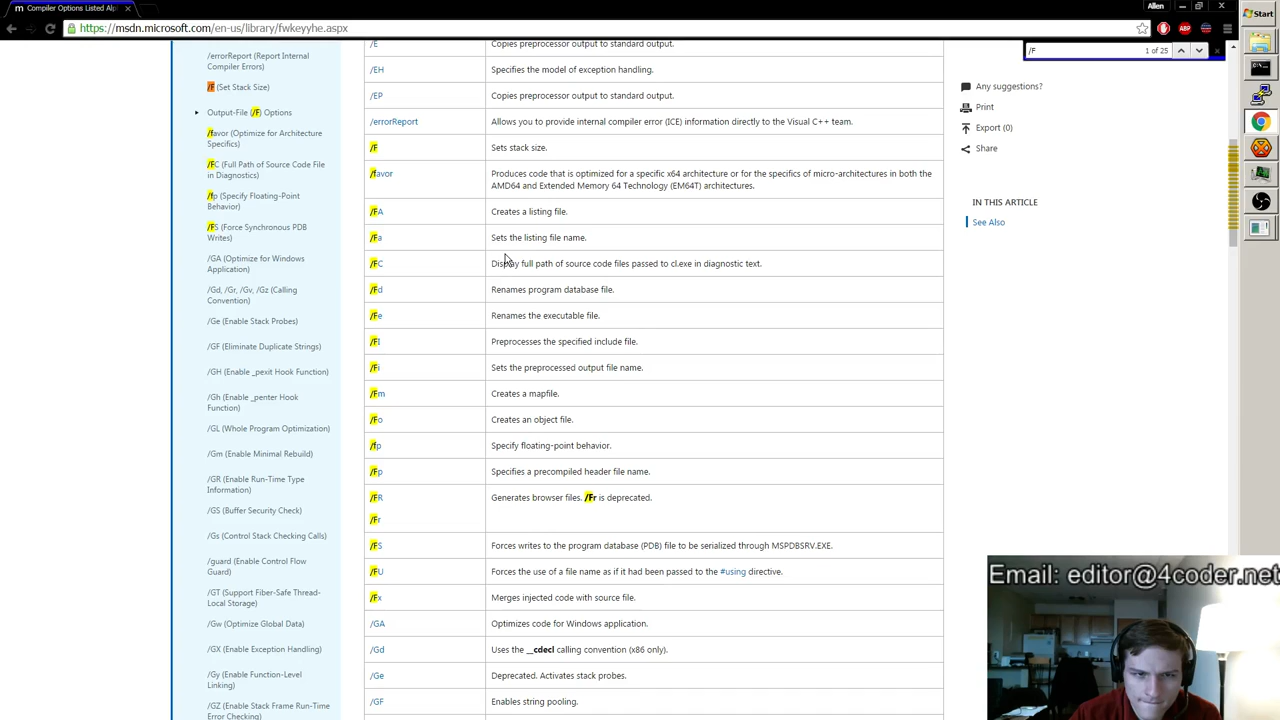 Compiler Options Listed Al
Allen
https://msdn.microsoft.com/en-us/library/fwkeyyhe.aspx
Start
/F
1 of 25
/errorReport (Report Internal
Compiler Errors)
/F (Set Stack Size)
Output-File (/F) Options
/favor (Optimize for Architecture
Specifics)
/FC (Full Path of Source Code File
in Diagnostics)
/fp (Specify Floating-Point
Behavior)
/FS (Force Synchronous PDB
Writes)
/GA (Optimize for Windows
Application)
/Gd, /Gr, /Gv, /Gz (Calling
Convention)
/Ge (Enable Stack Probes)
/GF (Eliminate Duplicate Strings)
/GH (Enable _pexit Hook Function)
/Gh (Enable _penter Hook
Function)
/GL (Whole Program Optimization)
/Gm (Enable Minimal Rebuild)
/GR (Enable Run-Time Type
Information)
/GS (Buffer Security Check)
/Gs (Control Stack Checking Calls)
/guard (Enable Control Flow
Guard)
/GT (Support Fiber-Safe Thread-
Local Storage)
/Gw (Optimize Global Data)
/GX (Enable Exception Handling)
/Gy (Enable Function-Level
Linking)
/GZ (Enable Stack Frame Run-Time
Error Checking)
/E Copies preprocessor output to standard output.
/EH Specifies the model of exception handling.
/EP Copies preprocessor output to standard output.
/errorReport Allows you to provide internal compiler error (ICE) information directly to the Visual C++ team.
/F Sets stack size.
/favor Produces code that is optimized for a specific x64 architecture or for the specifics of micro-architectures in both the
AMD64 and Extended Memory 64 Technology (EM64T) architectures.
/FA Creates a listing file.
/Fa Sets the listing file name.
/FC Display full path of source code files passed to cl.exe in diagnostic text.
/Fd Renames program database file.
/Fe Renames the executable file.
/FI Preprocesses the specified include file.
/Fi Sets the preprocessed output file name.
/Fm Creates a mapfile.
/Fo Creates an object file.
/fp Specify floating-point behavior.
/Fp Specifies a precompiled header file name.
/FR Generates browser files. /Fr is deprecated.
/Fr
/FS Forces writes to the program database (PDB) file to be serialized through MSPDBSRV.EXE.
/FU Forces the use of a file name as if it had been passed to the #using directive.
/Fx Merges injected code with source file.
/GA Optimizes code for Windows application.
/Gd Uses the __cdecl calling convention (x86 only).
/Ge Deprecated. Activates stack probes.
/GF Enables string pooling.
Any suggestions?
Print
Export (0)
Share
IN THIS ARTICLE
See Also
Email: editor@4coder.net